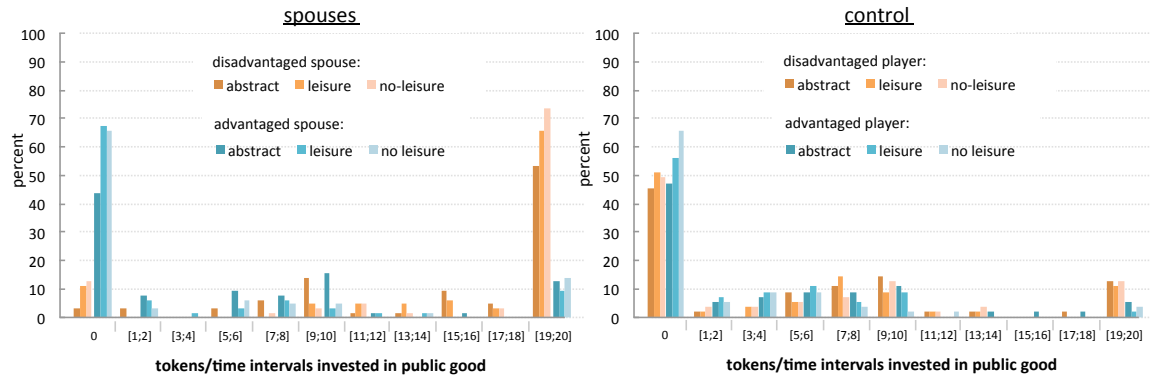 spouses
100
90
80
70
60
50
40
30
20
10
0
percent
disadvantaged spouse:
abstract leisure no-leisure
advantaged spouse:
abstract leisure no leisure
0 [1;2] [3;4] [5;6] [7;8] [9;10] [11;12] [13;14] [15;16] [17;18] [19;20]
tokens/time intervals invested in public good
control
100
90
80
70
60
50
40
30
20
10
0
percent
disadvantaged player:
abstract leisure no-leisure
advantaged player:
abstract leisure no leisure
0 [1;2] [3;4] [5;6] [7;8] [9;10] [11;12] [13;14] [15;16] [17;18] [19;20]
tokens/time intervals invested in public good